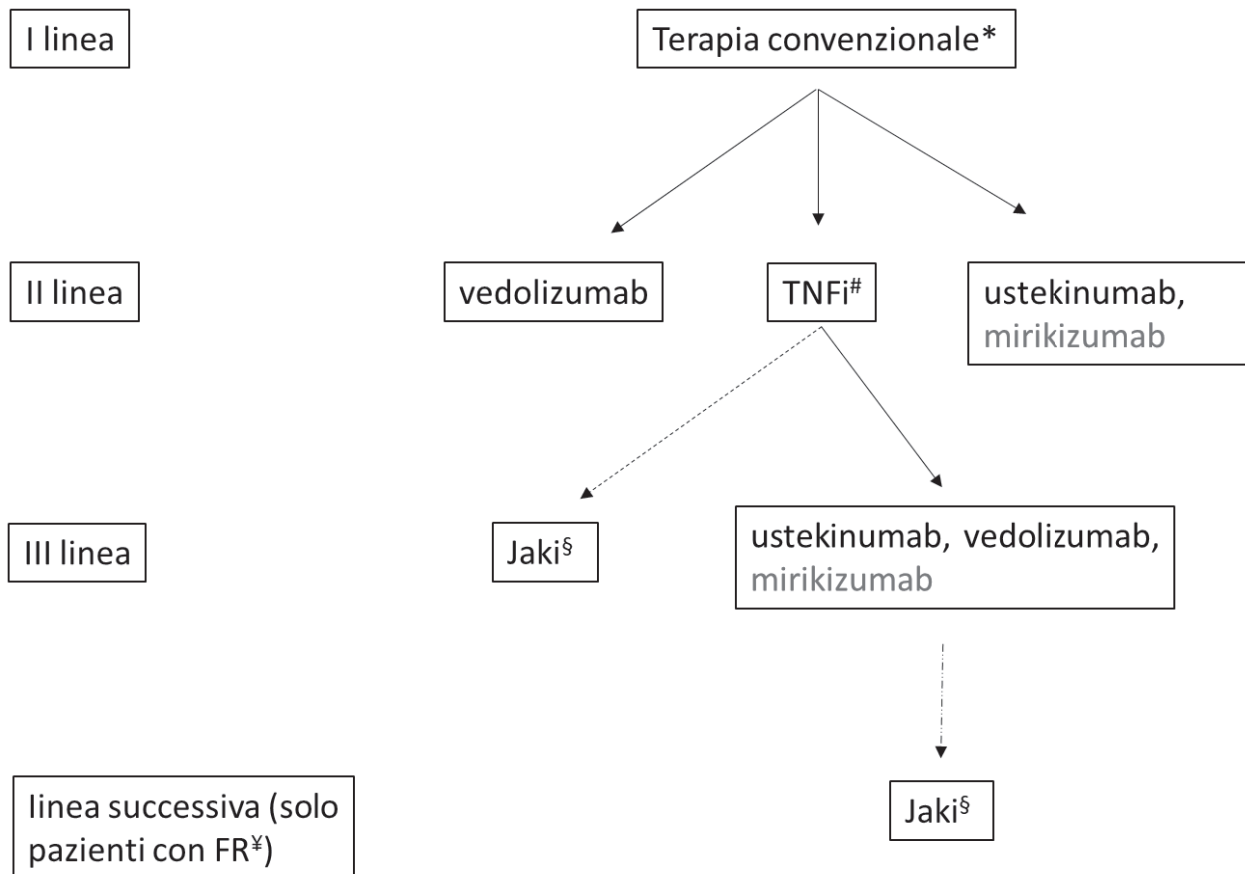 I linea
Terapia convenzionale*
II linea
vedolizumab
TNFi#
ustekinumab,
mirikizumab
III linea
Jaki§
ustekinumab, vedolizumab,
mirikizumab
linea successiva (solo
pazienti con FR¥)
Jaki§